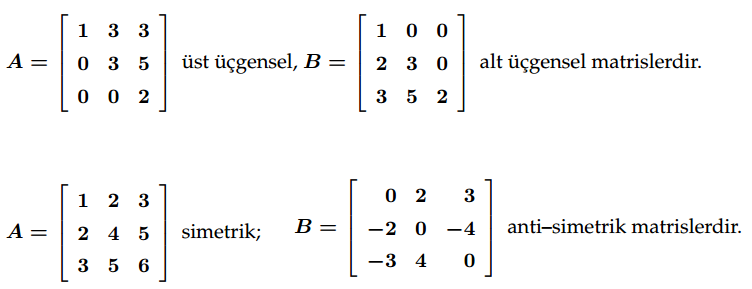 1 3 3 1 0 0
A = 0 3 5 üst üçgensel, B = 2 3 0 alt üçgensel matrislerdir.
0 0 2 3 5 2
1 2 3 0 2 3
A = 2 4 5 simetrik; B = −2 0 −4 anti–simetrik matrislerdir.
3 5 6 −3 4 0